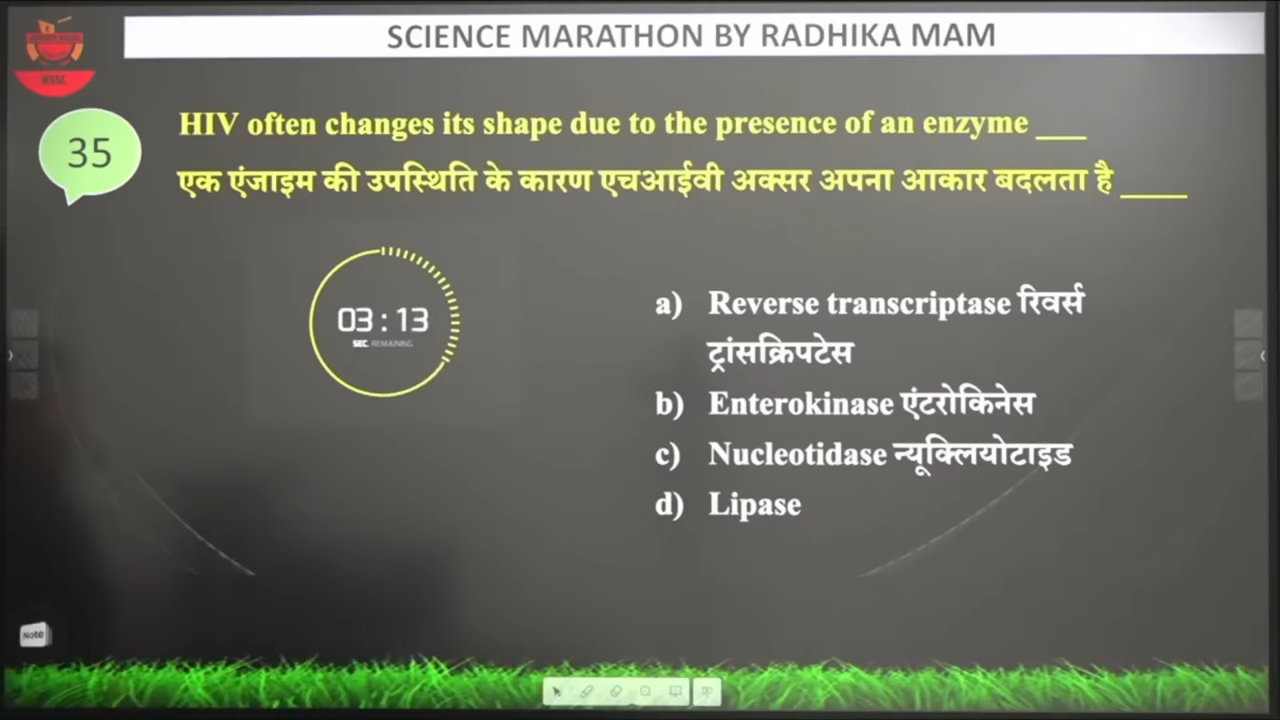 SCIENCE MARATHON BY RADHIKA MAM
HSSC
35
HIV often changes its shape due to the presence of an enzyme ___
एक एंजाइम की उपस्थिति के कारण एचआईवी अक्सर अपना आकार बदलता है ____
03 : 13
SEC. REMAINING
a) Reverse transcriptase रिवर्स
ट्रांसक्रिपटेस
b) Enterokinase एंटरोकिनेस
c) Nucleotidase न्यूक्लियोटाइड
d) Lipase
Note